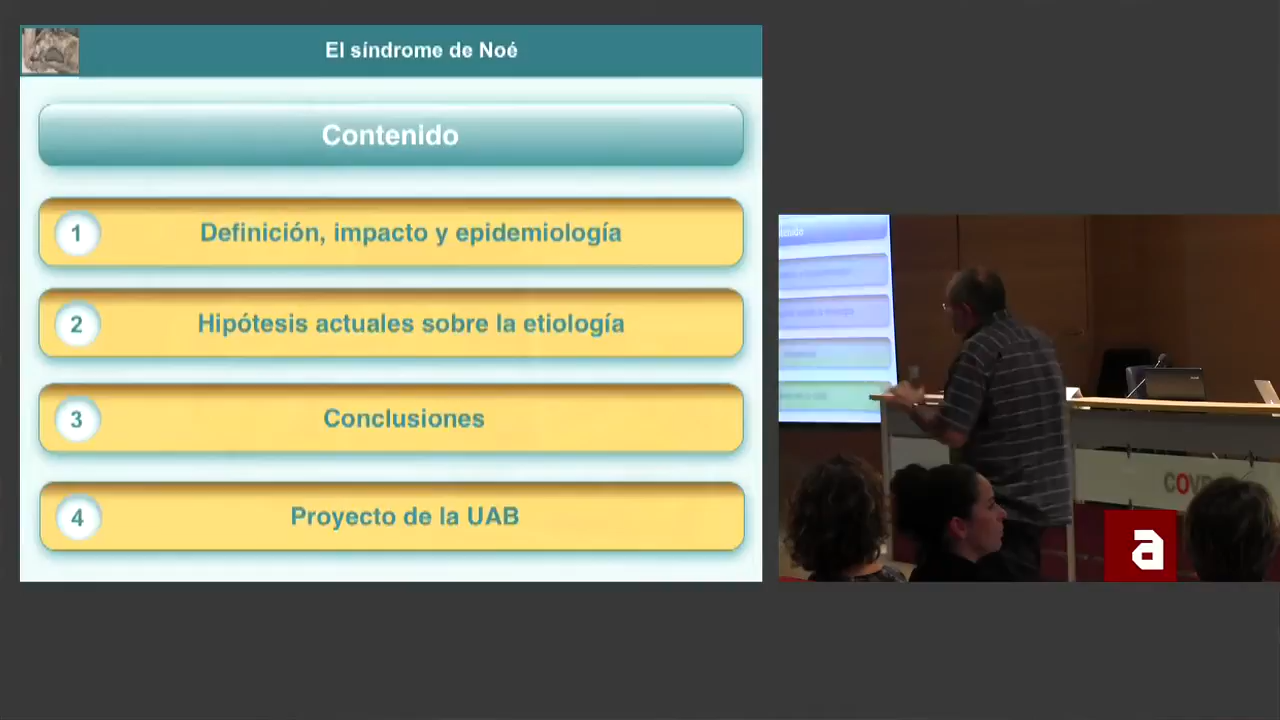 El síndrome de Noé
Contenido
1 Definición, impacto y epidemiología
2 Hipótesis actuales sobre la etiología
3 Conclusiones
4 Proyecto de la UAB
a